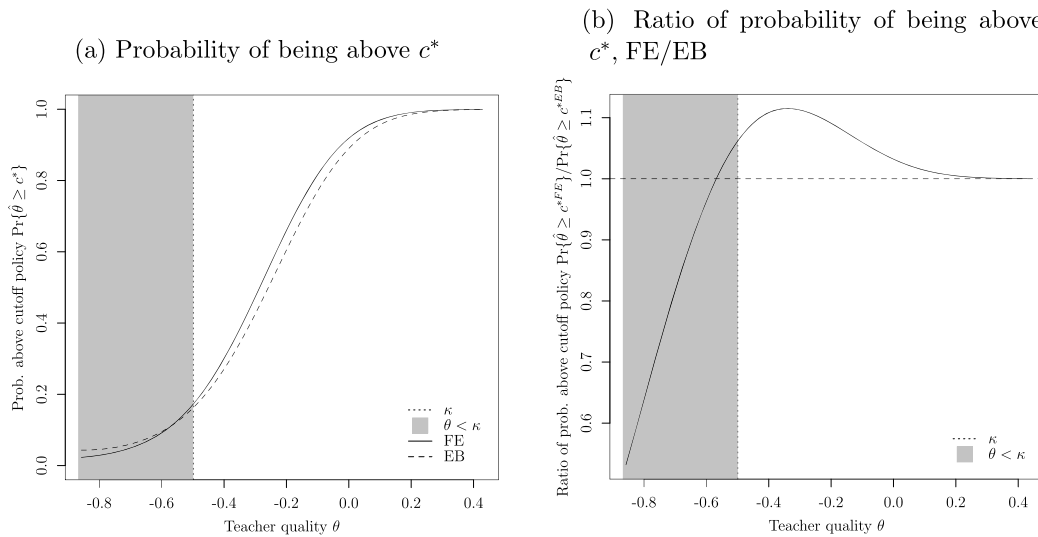 (a) Probability of being above c*
Prob. above cutoff policy Pr{θ̂ ≥ c*}
1.0
0.8
0.6
0.4
0.2
0.0
-0.8 -0.6 -0.4 -0.2 0.0 0.2 0.4
Teacher quality θ
κ
θ < κ
FE
EB
(b) Ratio of probability of being above
c*, FE/EB
Ratio of prob. above cutoff policy Pr{θ̂ ≥ c*ᶠᴱ}/Pr{θ̂ ≥ c*ᴱᴮ}
1.1
1.0
0.9
0.8
0.7
0.6
-0.8 -0.6 -0.4 -0.2 0.0 0.2 0.4
Teacher quality θ
κ
θ < κ